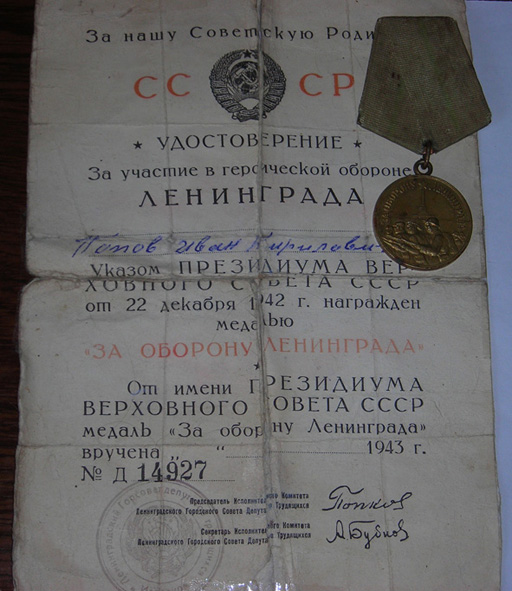 За нашу Советскую
СС СР
★ УДОСТОВЕРЕНИЕ ★
За участие в героической обороне
ЛЕНИНГРАДА
Попов Иван
Указом ПРЕЗИДИУМА ВЕР-
ХОВНОГО СОВЕТА СССР
от 22 декабря 1942 г. награжден
медалью
«ЗА ОБОРОНУ ЛЕНИНГРАДА»
★
От имени ПРЕЗИДИУМА
ВЕРХОВНОГО СОВЕТА СССР
медаль «За оборону Ленинграда»
вручена „ “ 1943 г.
№ Д 14927
Председатель Исполнительного Комитета
Ленинградского Городского Совета Депутатов Трудящихся
Попков
Секретарь Исполнительного Комитета
Ленинградского Городского Совета Депутатов Трудящихся
А Бубнов